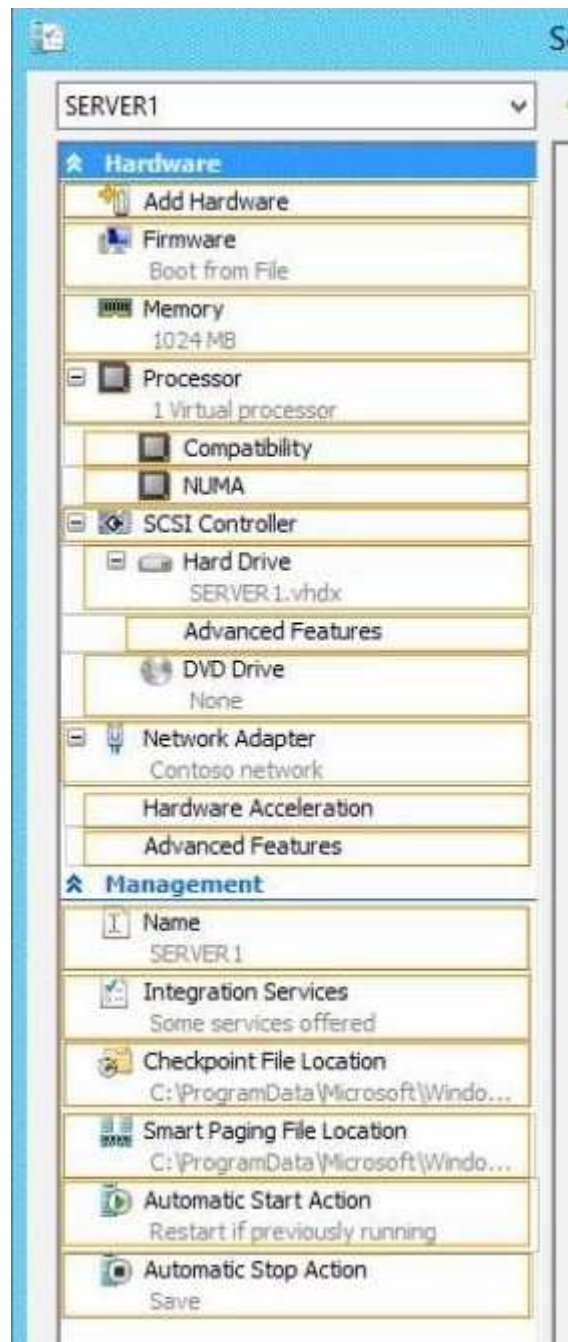 SERVER1
Hardware
Add Hardware
Firmware
Boot from File
Memory
1024 MB
Processor
1 Virtual processor
Compatibility
NUMA
SCSI Controller
Hard Drive
SERVER1.vhdx
Advanced Features
DVD Drive
None
Network Adapter
Contoso network
Hardware Acceleration
Advanced Features
Management
Name
SERVER1
Integration Services
Some services offered
Checkpoint File Location
C:\ProgramData\Microsoft\Windo...
Smart Paging File Location
C:\ProgramData\Microsoft\Windo...
Automatic Start Action
Restart if previously running
Automatic Stop Action
Save